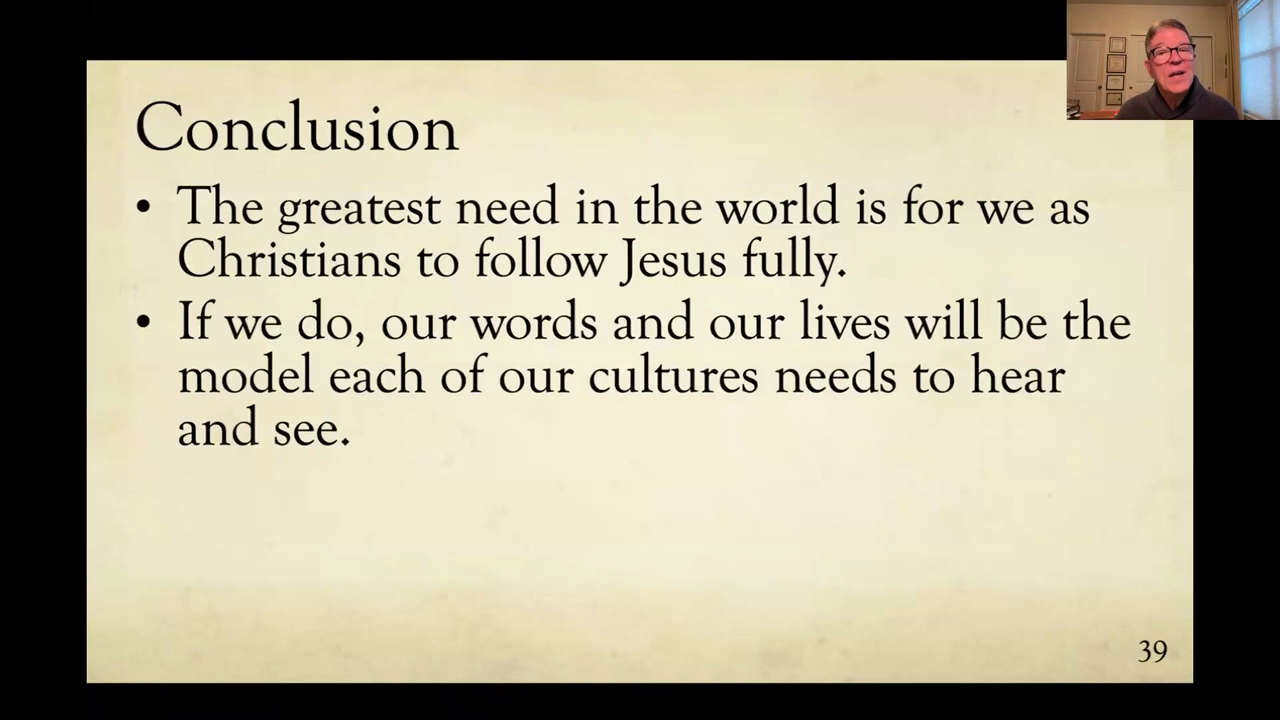 Conclusion
• The greatest need in the world is for we as
Christians to follow Jesus fully.
• If we do, our words and our lives will be the
model each of our cultures needs to hear
and see.
39